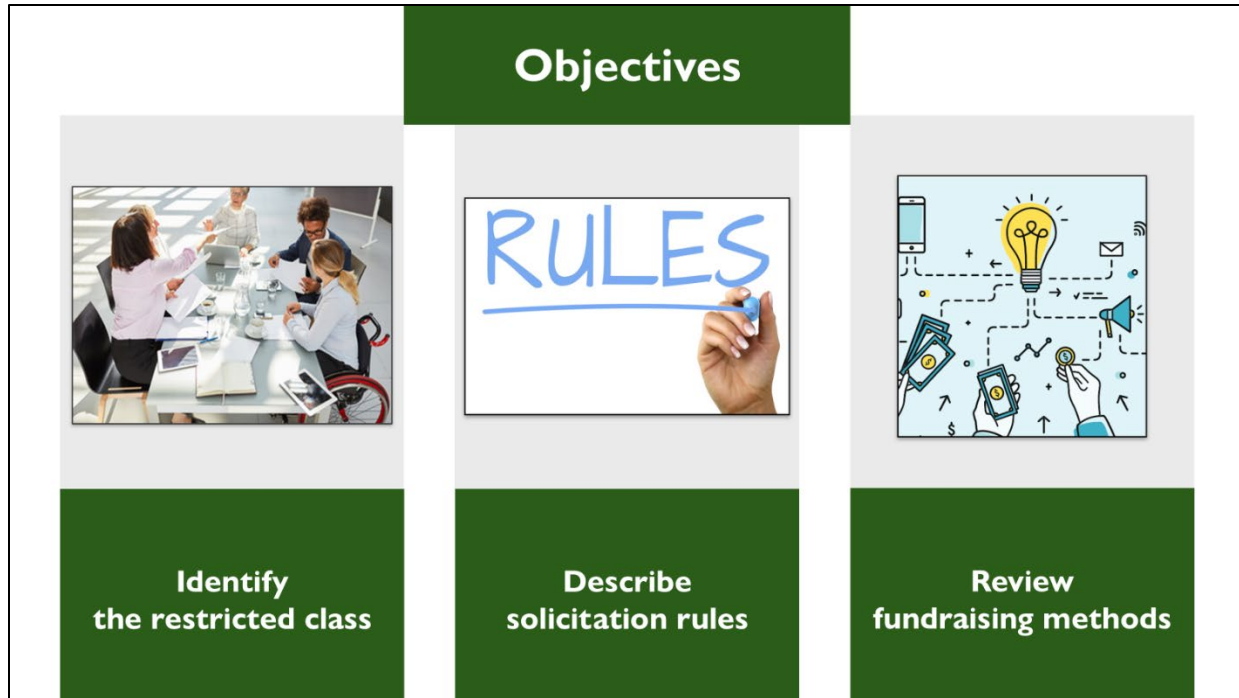 Objectives
RULES
Identify
the restricted class
Describe
solicitation rules
Review
fundraising methods